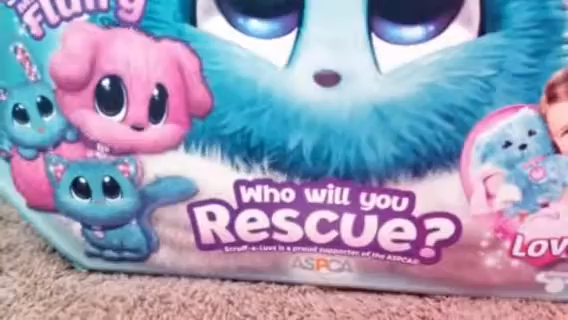 Fluffy
Who will you
Rescue?
Scruff-a-Luvs is a proud supporter of the ASPCA®
ASPCA
Lov